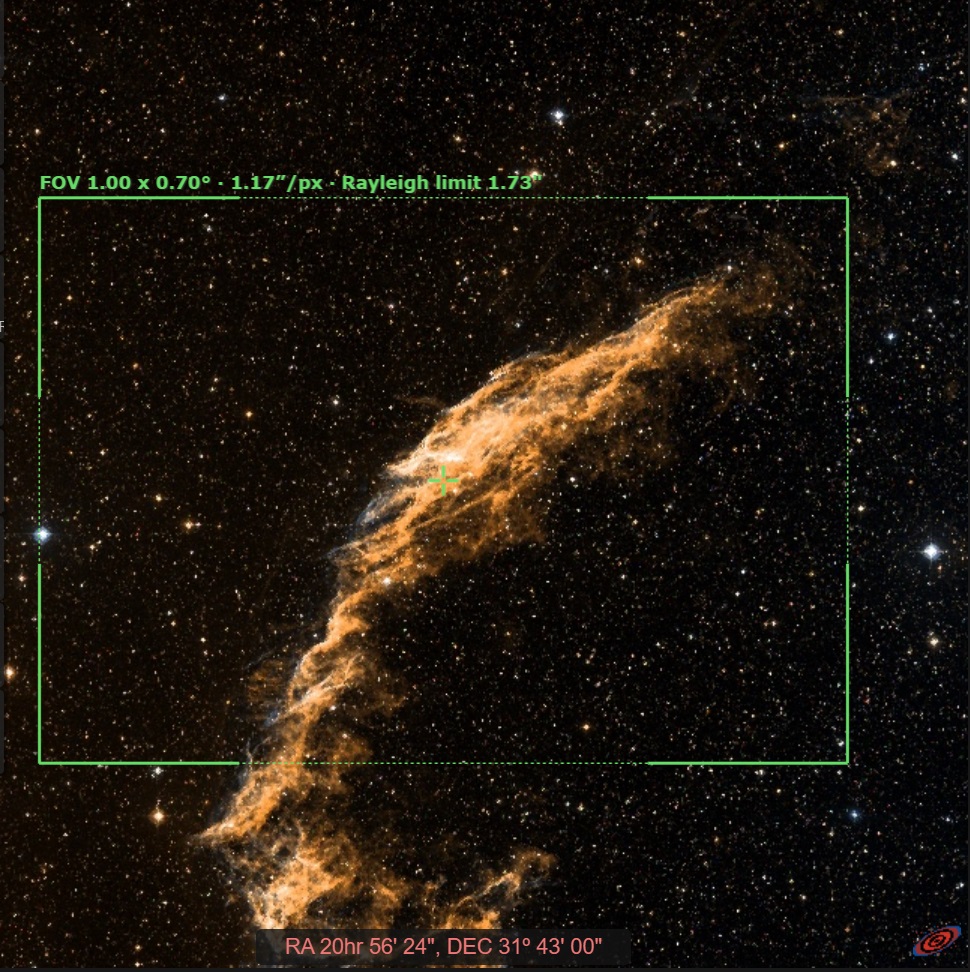 FOV 1.00 x 0.70° · 1.17”/px · Rayleigh limit 1.73"
F
RA 20hr 56' 24", DEC 31º 43' 00"